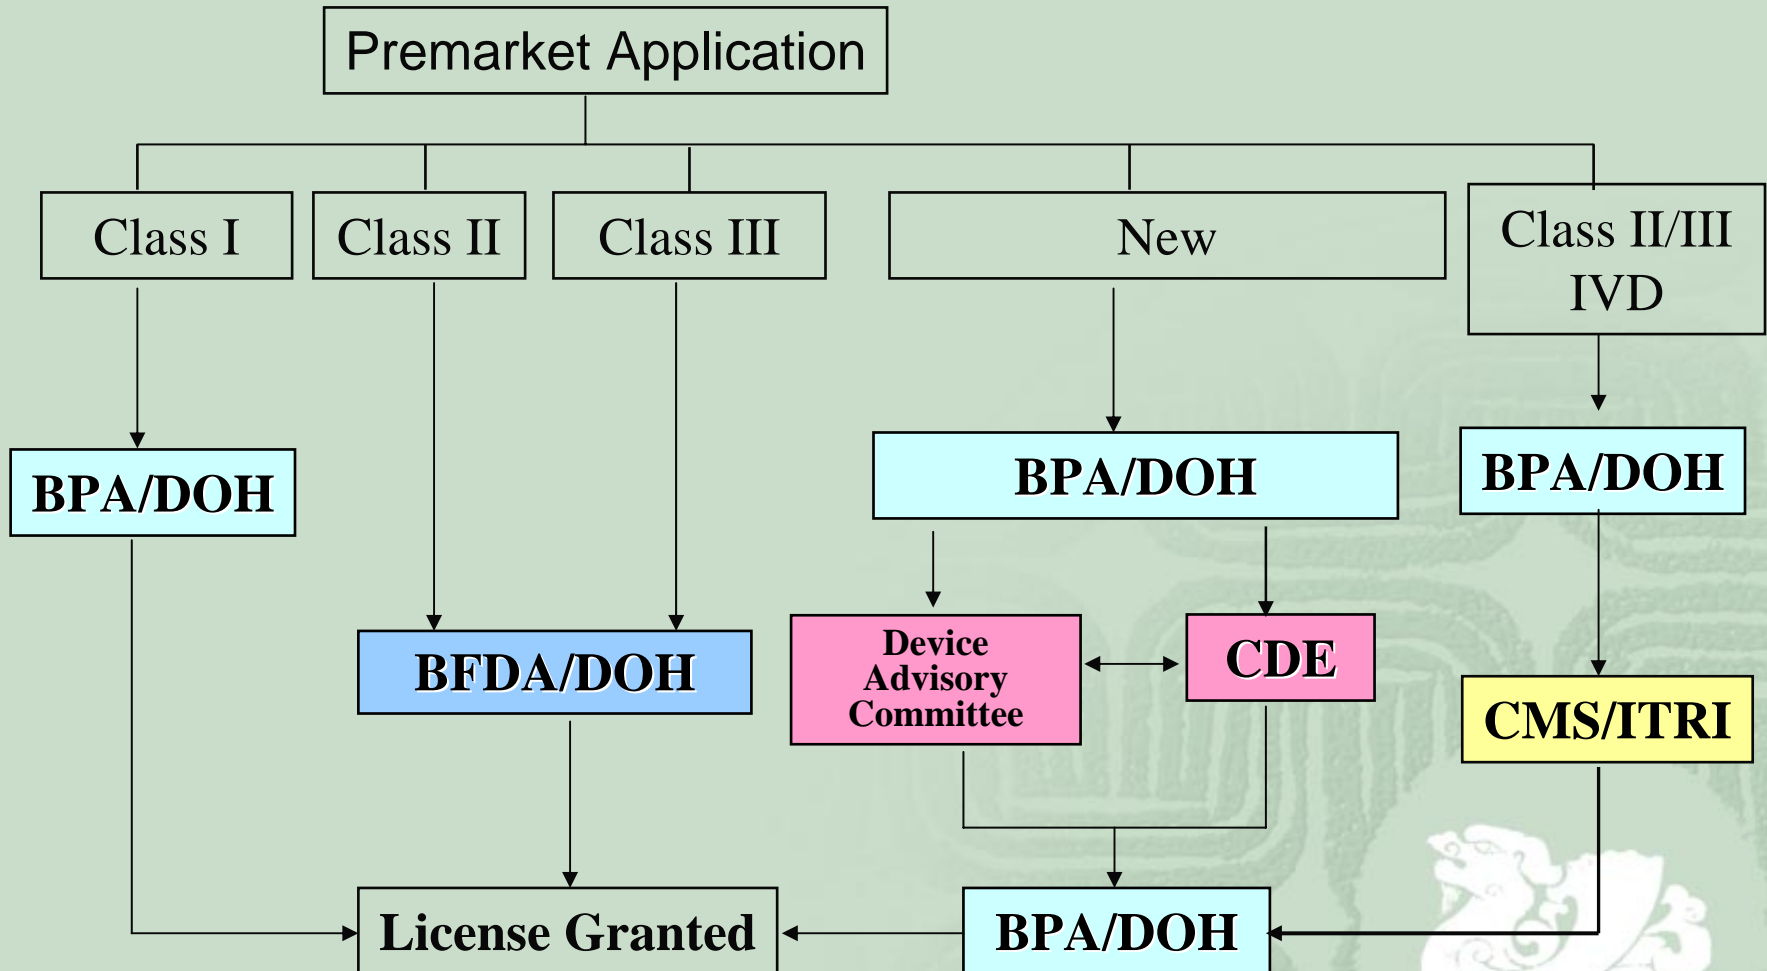 Premarket Application
Class I
Class II
Class III
New
Class II/III
IVD
BPA/DOH
BPA/DOH
BPA/DOH
BFDA/DOH
Device
Advisory
Committee
CDE
CMS/ITRI
License Granted
BPA/DOH